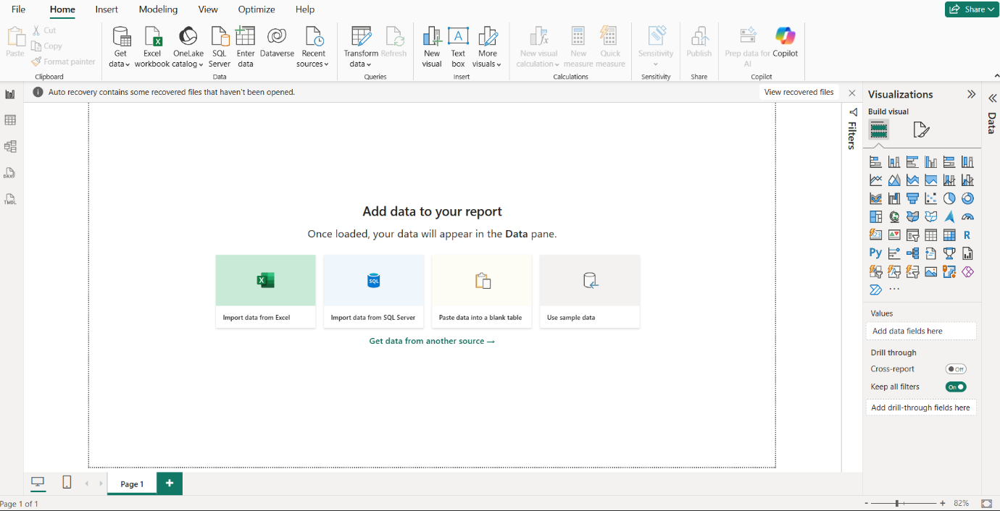 File Home Insert Modeling View Optimize Help
Share
Paste
Cut
Copy
Format painter
Clipboard
Get data
Excel workbook
OneLake catalog
SQL Server
Enter data
Dataverse
Recent sources
Data
Transform data
Refresh
Queries
New visual
A
Text box
More visuals
Insert
New visual calculation
New measure
Quick measure
Calculations
Sensitivity
Sensitivity
Publish
Share
Prep data for AI
Copilot
Copilot
Auto recovery contains some recovered files that haven't been opened.
View recovered files
DAX
TMDL
Add data to your report
Once loaded, your data will appear in the Data pane.
X
SQL
Import data from Excel
Import data from SQL Server
Paste data into a blank table
Use sample data
Get data from another source →
Filters
Visualizations
Build visual
123
R
Py
...
Values
Add data fields here
Drill through
Cross-report
Off
Keep all filters
On
Add drill-through fields here
Data
Page 1
+
Page 1 of 1
- + 82%